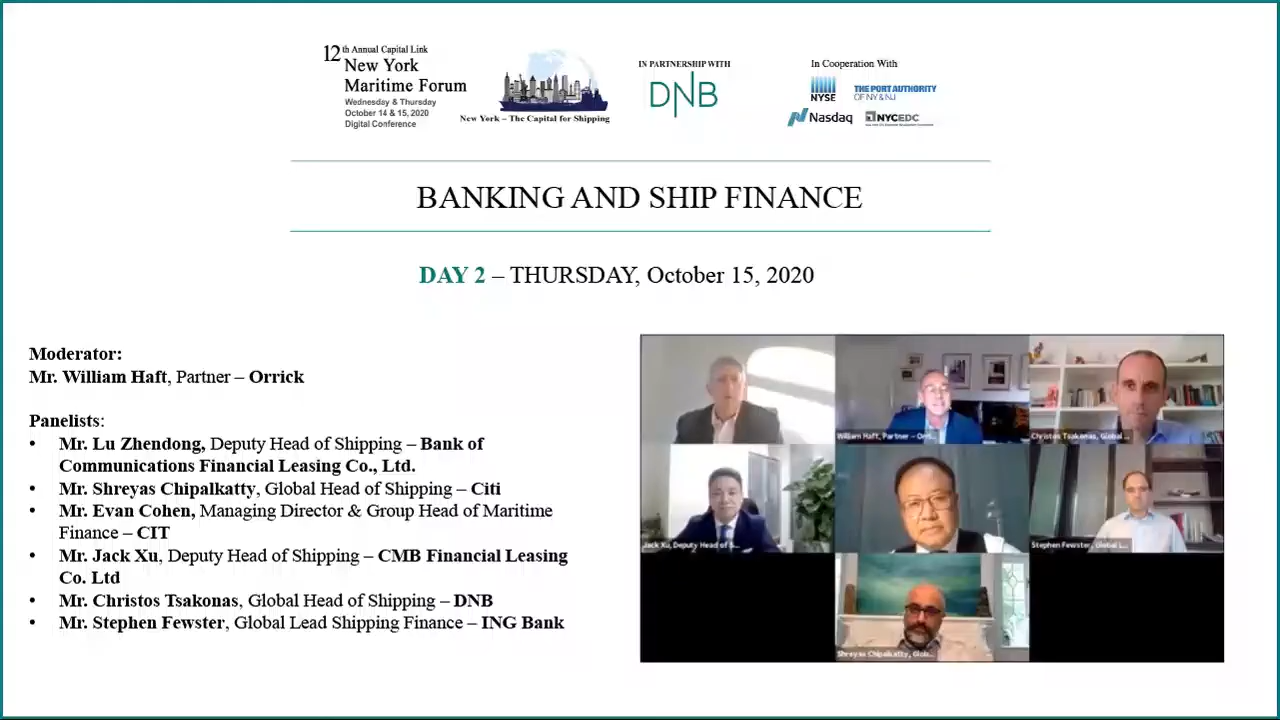 12th Annual Capital Link
New York
Maritime Forum
Wednesday & Thursday
October 14 & 15, 2020
Digital Conference
New York – The Capital for Shipping
IN PARTNERSHIP WITH
DNB
In Cooperation With
NYSE
THE PORT AUTHORITY
OF NY & NJ
Nasdaq
NYCEDC
BANKING AND SHIP FINANCE
DAY 2 – THURSDAY, October 15, 2020
Moderator:
Mr. William Haft, Partner – Orrick
Panelists:
• Mr. Lu Zhendong, Deputy Head of Shipping – Bank of
Communications Financial Leasing Co., Ltd.
• Mr. Shreyas Chipalkatty, Global Head of Shipping – Citi
• Mr. Evan Cohen, Managing Director & Group Head of Maritime
Finance – CIT
• Mr. Jack Xu, Deputy Head of Shipping – CMB Financial Leasing
Co. Ltd
• Mr. Christos Tsakonas, Global Head of Shipping – DNB
• Mr. Stephen Fewster, Global Lead Shipping Finance – ING Bank
William Haft, Partner – Orri...
Christos Tsakonas, Global ...
Jack Xu, Deputy Head of S...
Stephen Fewster, Global L...
Shreyas Chipalkatty, Glob...